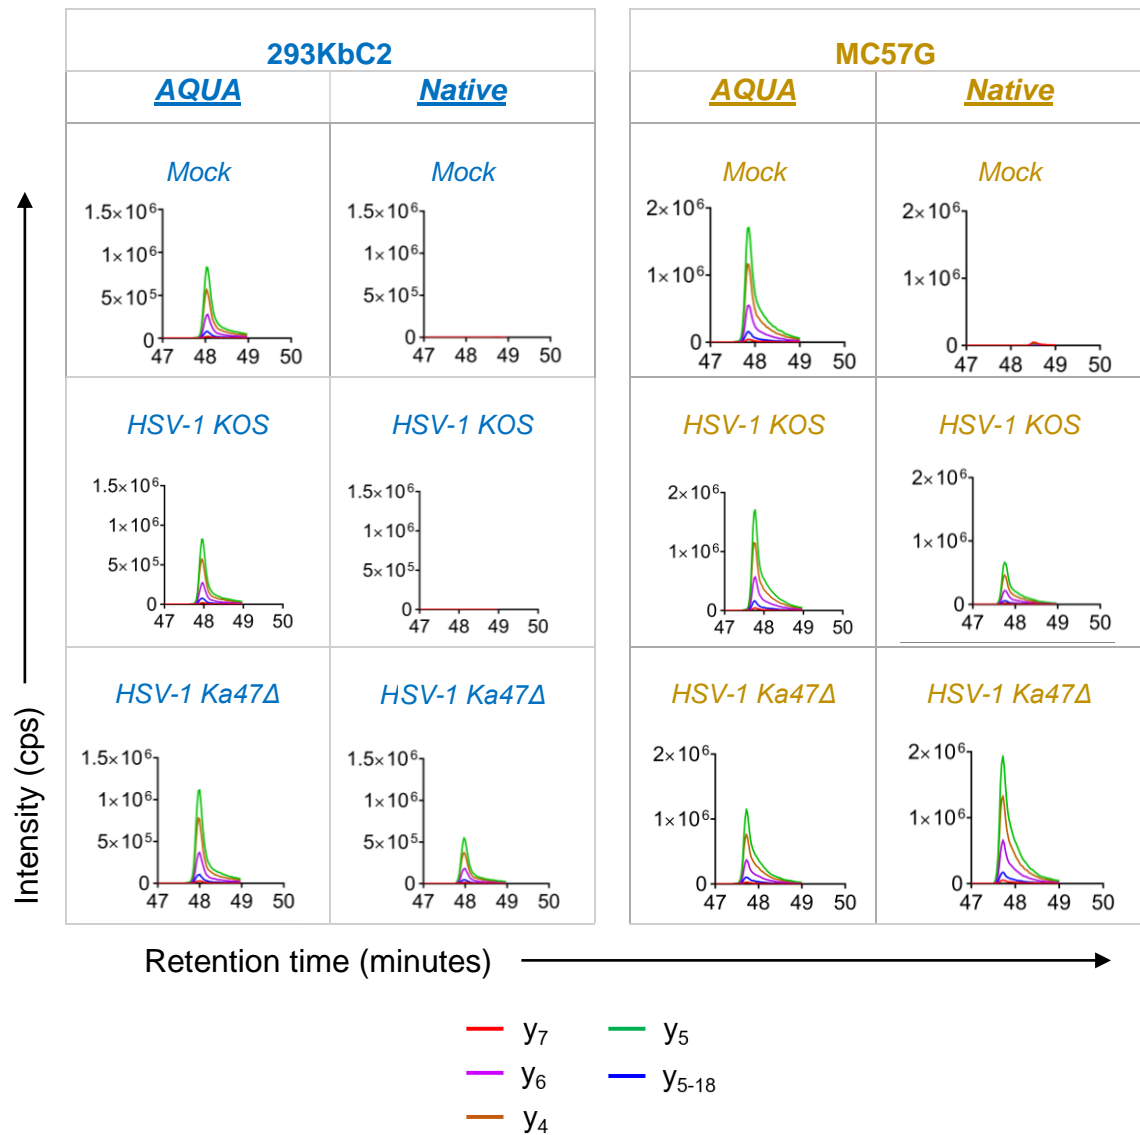 293KbC2
MC57G
AQUA
Native
AQUA
Native
Mock
Mock
Mock
Mock
1.5×10⁶
1×10⁶
5×10⁵
0
47 48 49 50
1.5×10⁶
1×10⁶
5×10⁵
0
47 48 49 50
2×10⁶
1×10⁶
0
47 48 49 50
2×10⁶
1×10⁶
0
47 48 49 50
HSV-1 KOS
HSV-1 KOS
HSV-1 KOS
HSV-1 KOS
1.5×10⁶
1×10⁶
5×10⁵
0
47 48 49 50
1.5×10⁶
1×10⁶
5×10⁵
0
47 48 49 50
2×10⁶
1×10⁶
0
47 48 49 50
2×10⁶
1×10⁶
0
47 48 49 50
HSV-1 Ka47Δ
HSV-1 Ka47Δ
HSV-1 Ka47Δ
HSV-1 Ka47Δ
1.5×10⁶
1×10⁶
5×10⁵
0
47 48 49 50
1.5×10⁶
1×10⁶
5×10⁵
0
47 48 49 50
2×10⁶
1×10⁶
0
47 48 49 50
2×10⁶
1×10⁶
0
47 48 49 50
Intensity (cps)
Retention time (minutes)
y₇
y₅
y₆
y₅₋₁₈
y₄